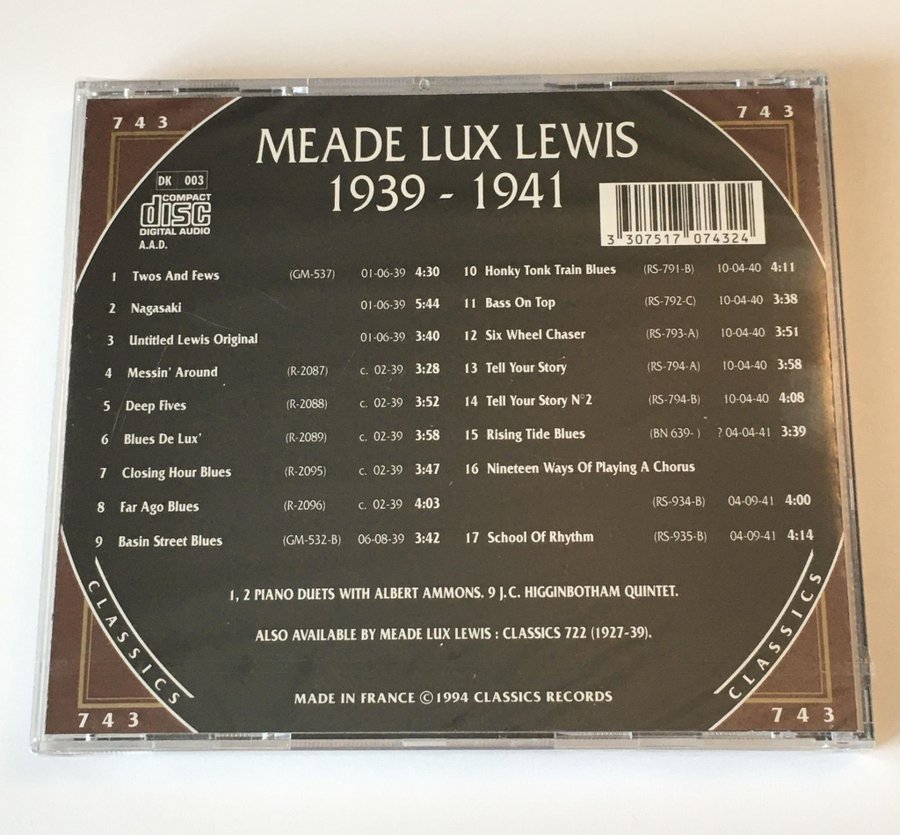 743
743
MEADE LUX LEWIS
1939 - 1941
DK 003
COMPACT
disc
DIGITAL AUDIO
A.A.D.
3 307517 074324
1 Twos And Fews (GM-537) 01-06-39 4:30
2 Nagasaki 01-06-39 5:44
3 Untitled Lewis Original 01-06-39 3:40
4 Messin' Around (R-2087) c. 02-39 3:28
5 Deep Fives (R-2088) c. 02-39 3:52
6 Blues De Lux' (R-2089) c. 02-39 3:58
7 Closing Hour Blues (R-2095) c. 02-39 3:47
8 Far Ago Blues (R-2096) c. 02-39 4:03
9 Basin Street Blues (GM-532-B) 06-08-39 3:42
10 Honky Tonk Train Blues (RS-791-B) 10-04-40 4:11
11 Bass On Top (RS-792-C) 10-04-40 3:38
12 Six Wheel Chaser (RS-793-A) 10-04-40 3:51
13 Tell Your Story (RS-794-A) 10-04-40 3:58
14 Tell Your Story N°2 (RS-794-B) 10-04-40 4:08
15 Rising Tide Blues (BN 639- ) ? 04-04-41 3:39
16 Nineteen Ways Of Playing A Chorus
(RS-934-B) 04-09-41 4:00
17 School Of Rhythm (RS-935-B) 04-09-41 4:14
1, 2 PIANO DUETS WITH ALBERT AMMONS. 9 J.C. HIGGINBOTHAM QUINTET.
ALSO AVAILABLE BY MEADE LUX LEWIS : CLASSICS 722 (1927-39).
MADE IN FRANCE ©1994 CLASSICS RECORDS
CLASSICS
CLASSICS
743
743